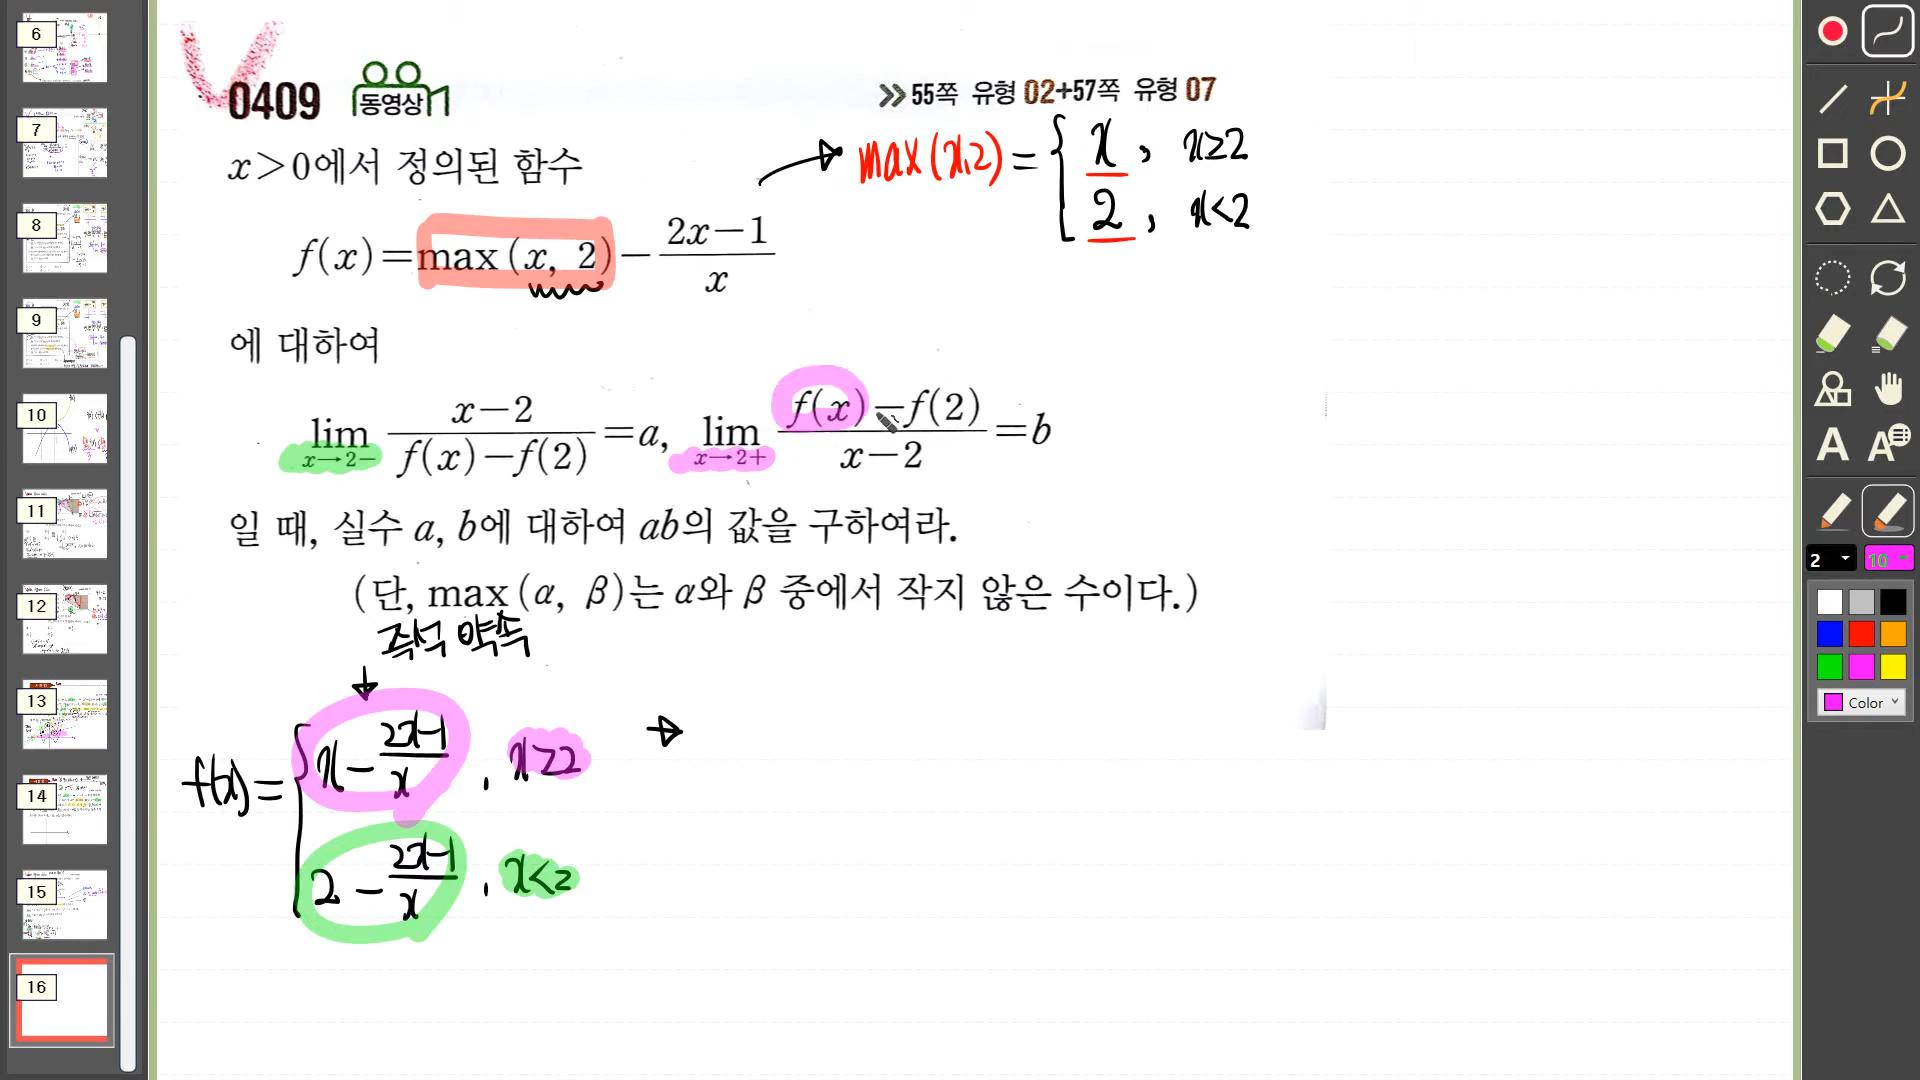 6
7
8
9
10
11
12
13
14
15
16
0409 동영상
>> 55쪽 유형 02+57쪽 유형 07
x>0에서 정의된 함수
max(x,2) = { x, x≥2
2, x<2
f(x)=max(x, 2)−(2x−1)/x
에 대하여
lim x→2− (x−2)/(f(x)−f(2))=a, lim x→2+ (f(x)−f(2))/(x−2)=b
일 때, 실수 a, b에 대하여 ab의 값을 구하여라.
(단, max(α, β)는 α와 β 중에서 작지 않은 수이다.)
즉석 약속
↓
f(x)= { x−(2x−1)/x , x≥2 →
2−(2x−1)/x , x<2
A A
2 10
Color